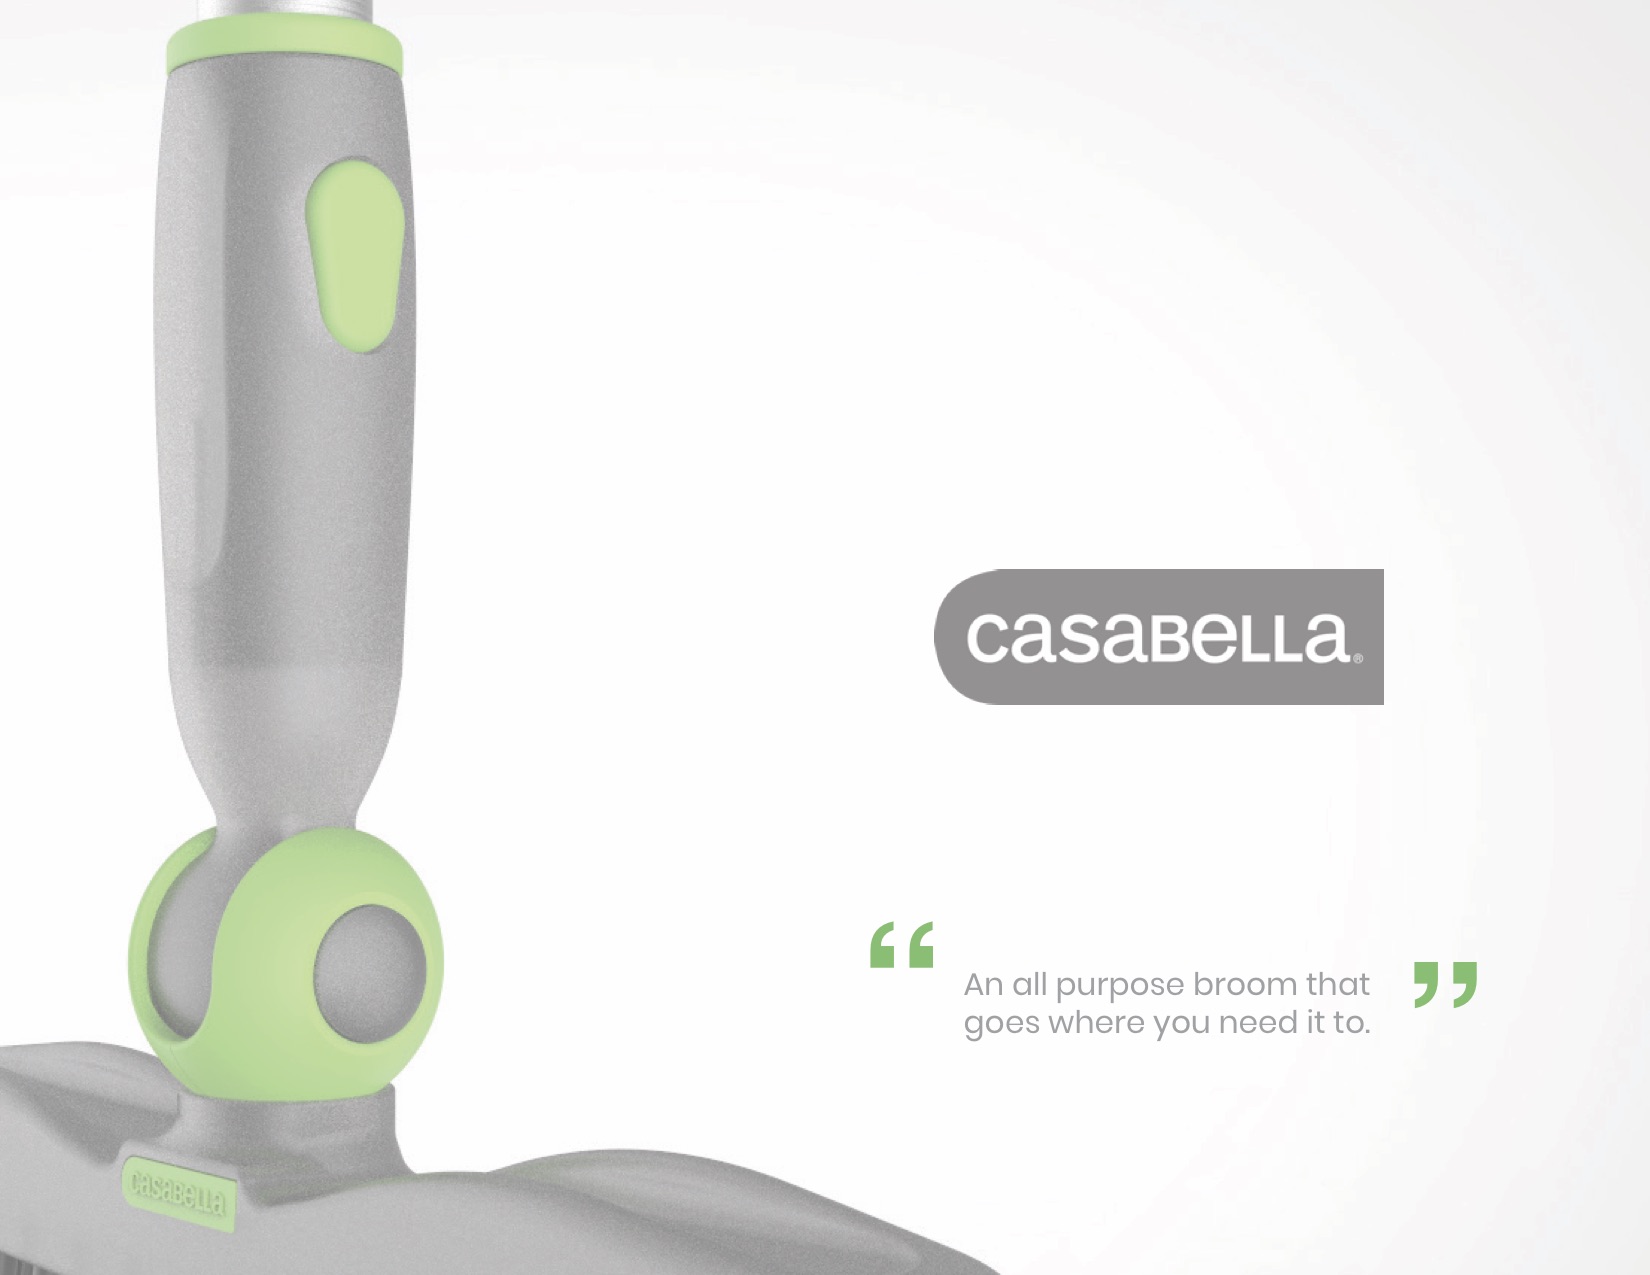 casaBeLLa®
“ An all purpose broom that
goes where you need it to. ”
casaBeLLa